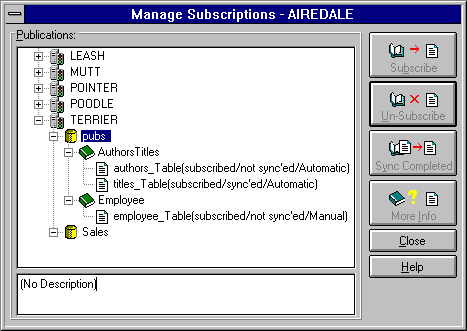 Manage Subscriptions - AIREDALE
Publications:
LEASH
MUTT
POINTER
POODLE
TERRIER
pubs
AuthorsTitles
authors_Table(subscribed/not sync'ed/Automatic)
titles_Table(subscribed/sync'ed/Automatic)
Employee
employee_Table(subscribed/not sync'ed/Manual)
Sales
(No Description)
Subscribe
Un-Subscribe
Sync Completed
More Info
Close
Help